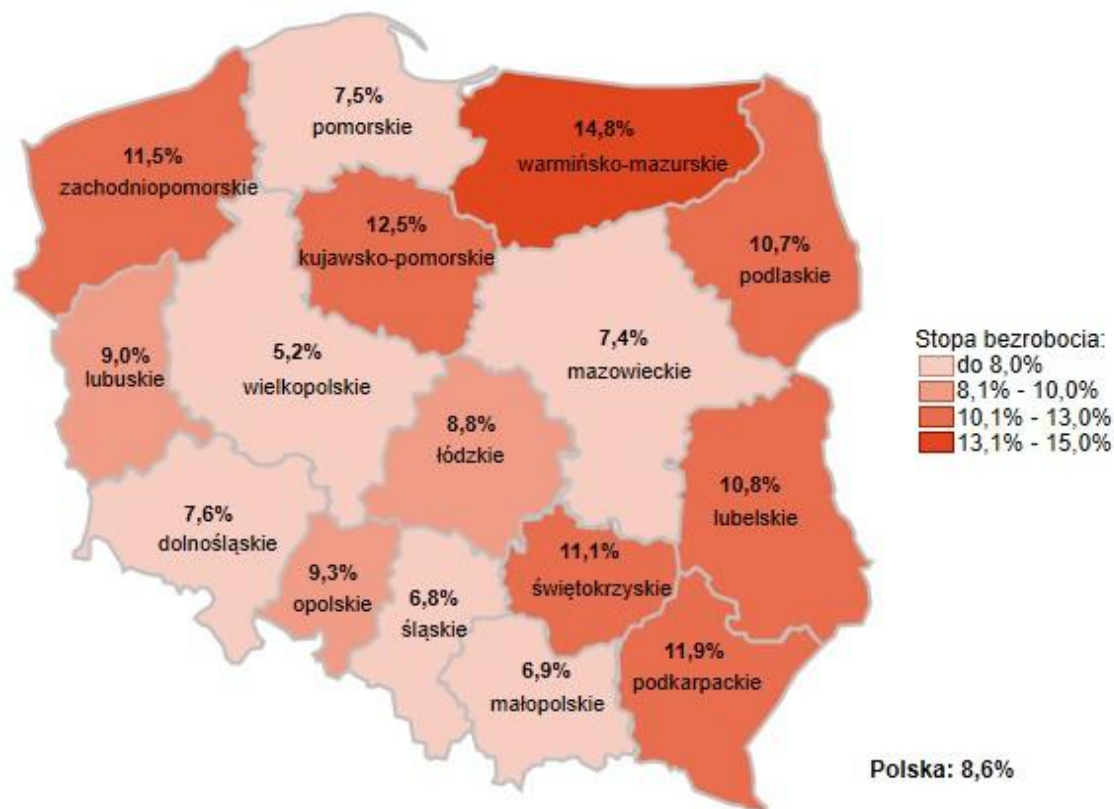 7,5%
pomorskie
14,8%
warmińsko-mazurskie
11,5%
zachodniopomorskie
12,5%
kujawsko-pomorskie
10,7%
podlaskie
9,0%
lubuskie
5,2%
wielkopolskie
7,4%
mazowieckie
Stopa bezrobocia:
do 8,0%
8,1% - 10,0%
10,1% - 13,0%
13,1% - 15,0%
8,8%
łódzkie
10,8%
lubelskie
7,6%
dolnośląskie
9,3%
opolskie
6,8%
śląskie
11,1%
świętokrzyskie
6,9%
małopolskie
11,9%
podkarpackie
Polska: 8,6%